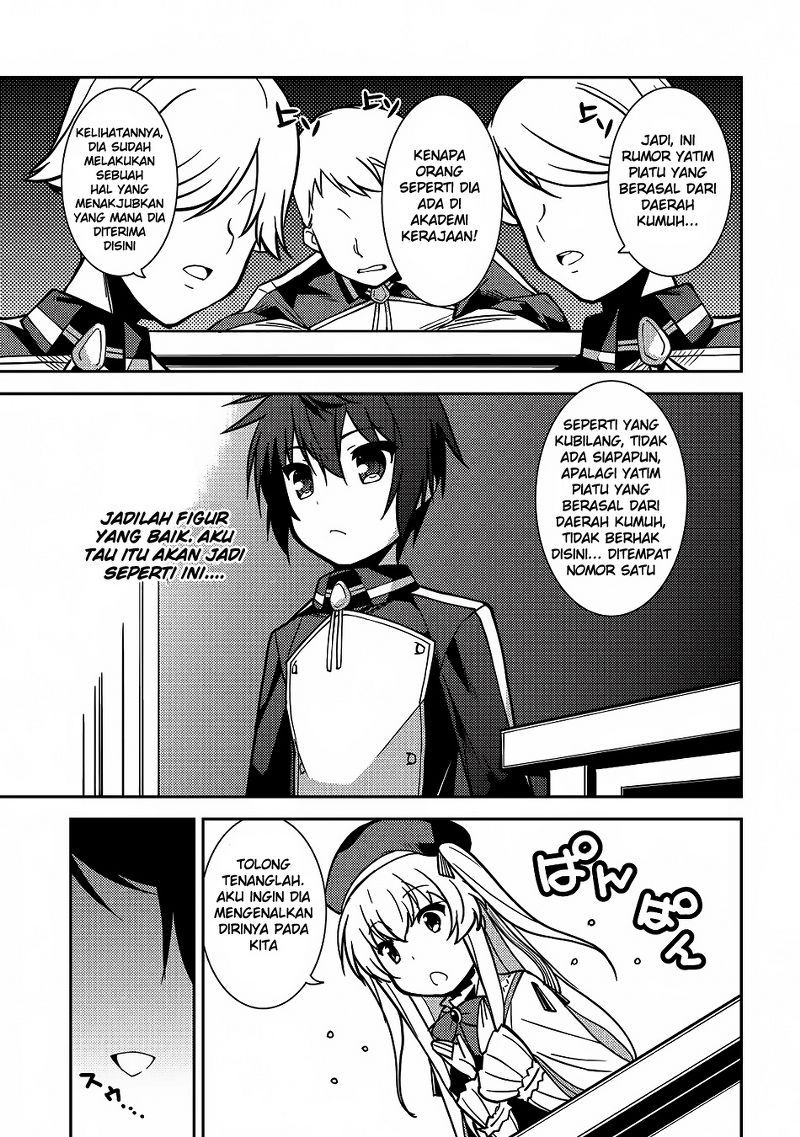 JADI, INI
RUMOR YATIM
PIATU YANG
BERASAL DARI
DAERAH
KUMUH...
KENAPA
ORANG
SEPERTI DIA
ADA DI
AKADEMI
KERAJAAN!
KELIHATANNYA,
DIA SUDAH
MELAKUKAN
SEBUAH
HAL YANG
MENAKJUBKAN
YANG MANA DIA
DITERIMA
DISINI
SEPERTI YANG
KUBILANG, TIDAK
ADA SIAPAPUN,
APALAGI YATIM
PIATU YANG
BERASAL DARI
DAERAH KUMUH,
TIDAK BERHAK
DISINI... DITEMPAT
NOMOR SATU
JADILAH FIGUR
YANG BAIK. AKU
TAU ITU AKAN JADI
SEPERTI INI....
ぱんぱん
TOLONG
TENANGLAH.
AKU INGIN DIA
MENGENALKAN
DIRINYA PADA
KITA